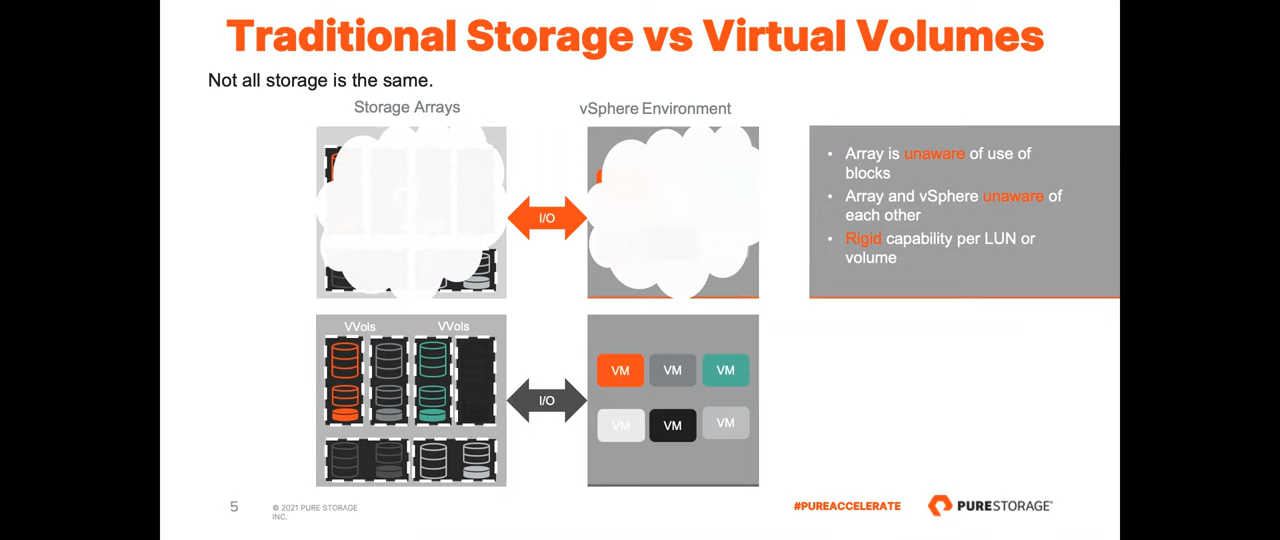 Traditional Storage vs Virtual Volumes
Not all storage is the same.
Storage Arrays
vSphere Environment
I/O
• Array is unaware of use of
blocks
• Array and vSphere unaware of
each other
• Rigid capability per LUN or
volume
VVols
VVols
I/O
VM
VM
VM
VM
VM
VM
5
© 2021 PURE STORAGE
INC.
#PUREACCELERATE
PURESTORAGE®